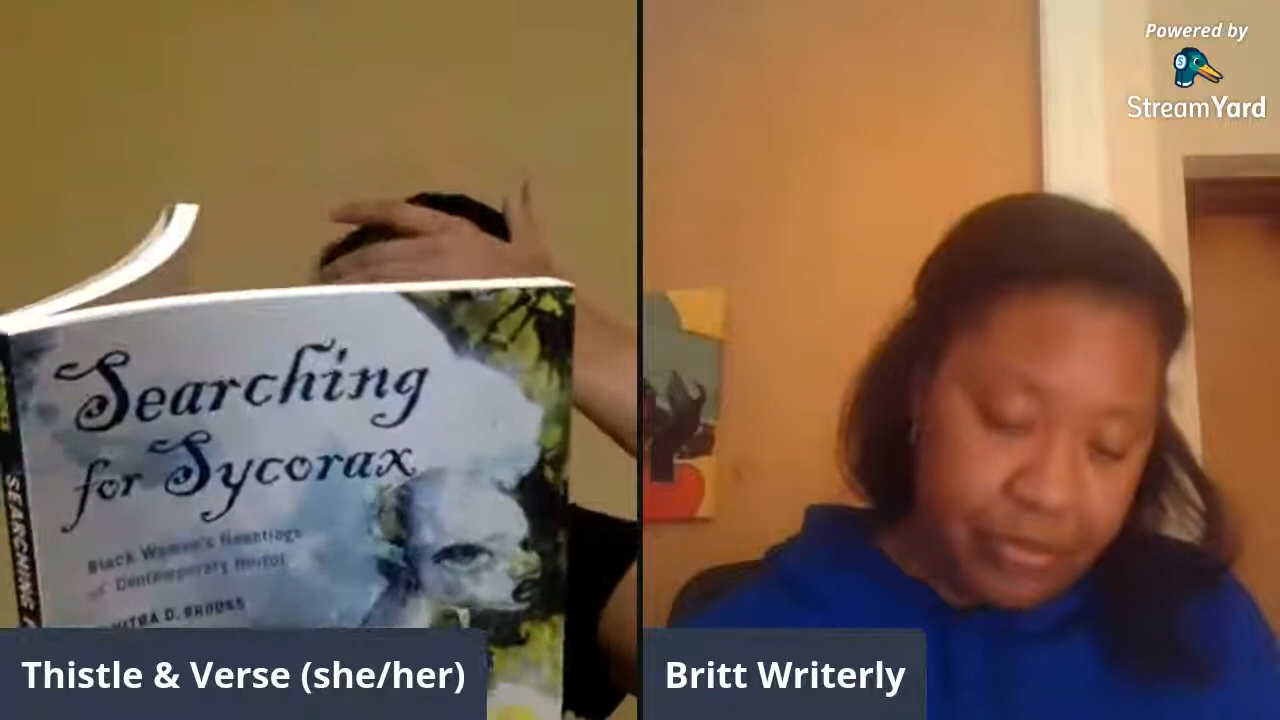 Searching
for Sycorax
Black Women's Hauntings
of Contemporary Horror
D. BROOKS
SEARCHING
Thistle & Verse (she/her)
Britt Writerly
Powered by
StreamYard